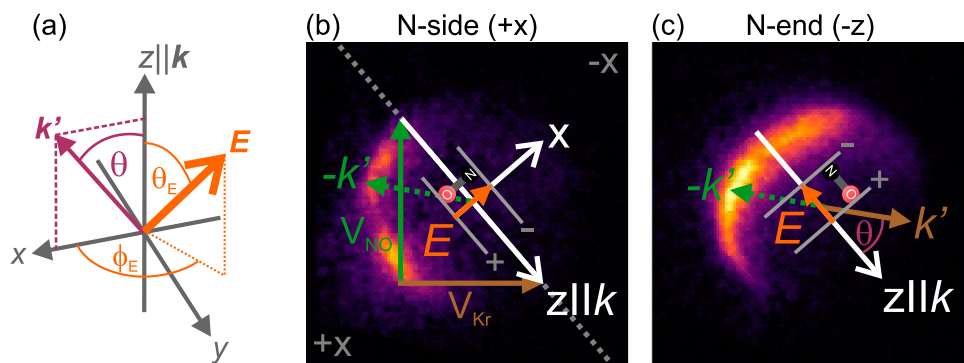 (a)
z||k
k'
E
θ
θE
x
ϕE
y
(b) N-side (+x)
-x
x
-k'
N
O
VNO
E
-
+
z||k
VKr
+x
(c) N-end (-z)
-
N
O
+
-k'
E
k'
θ
z||k